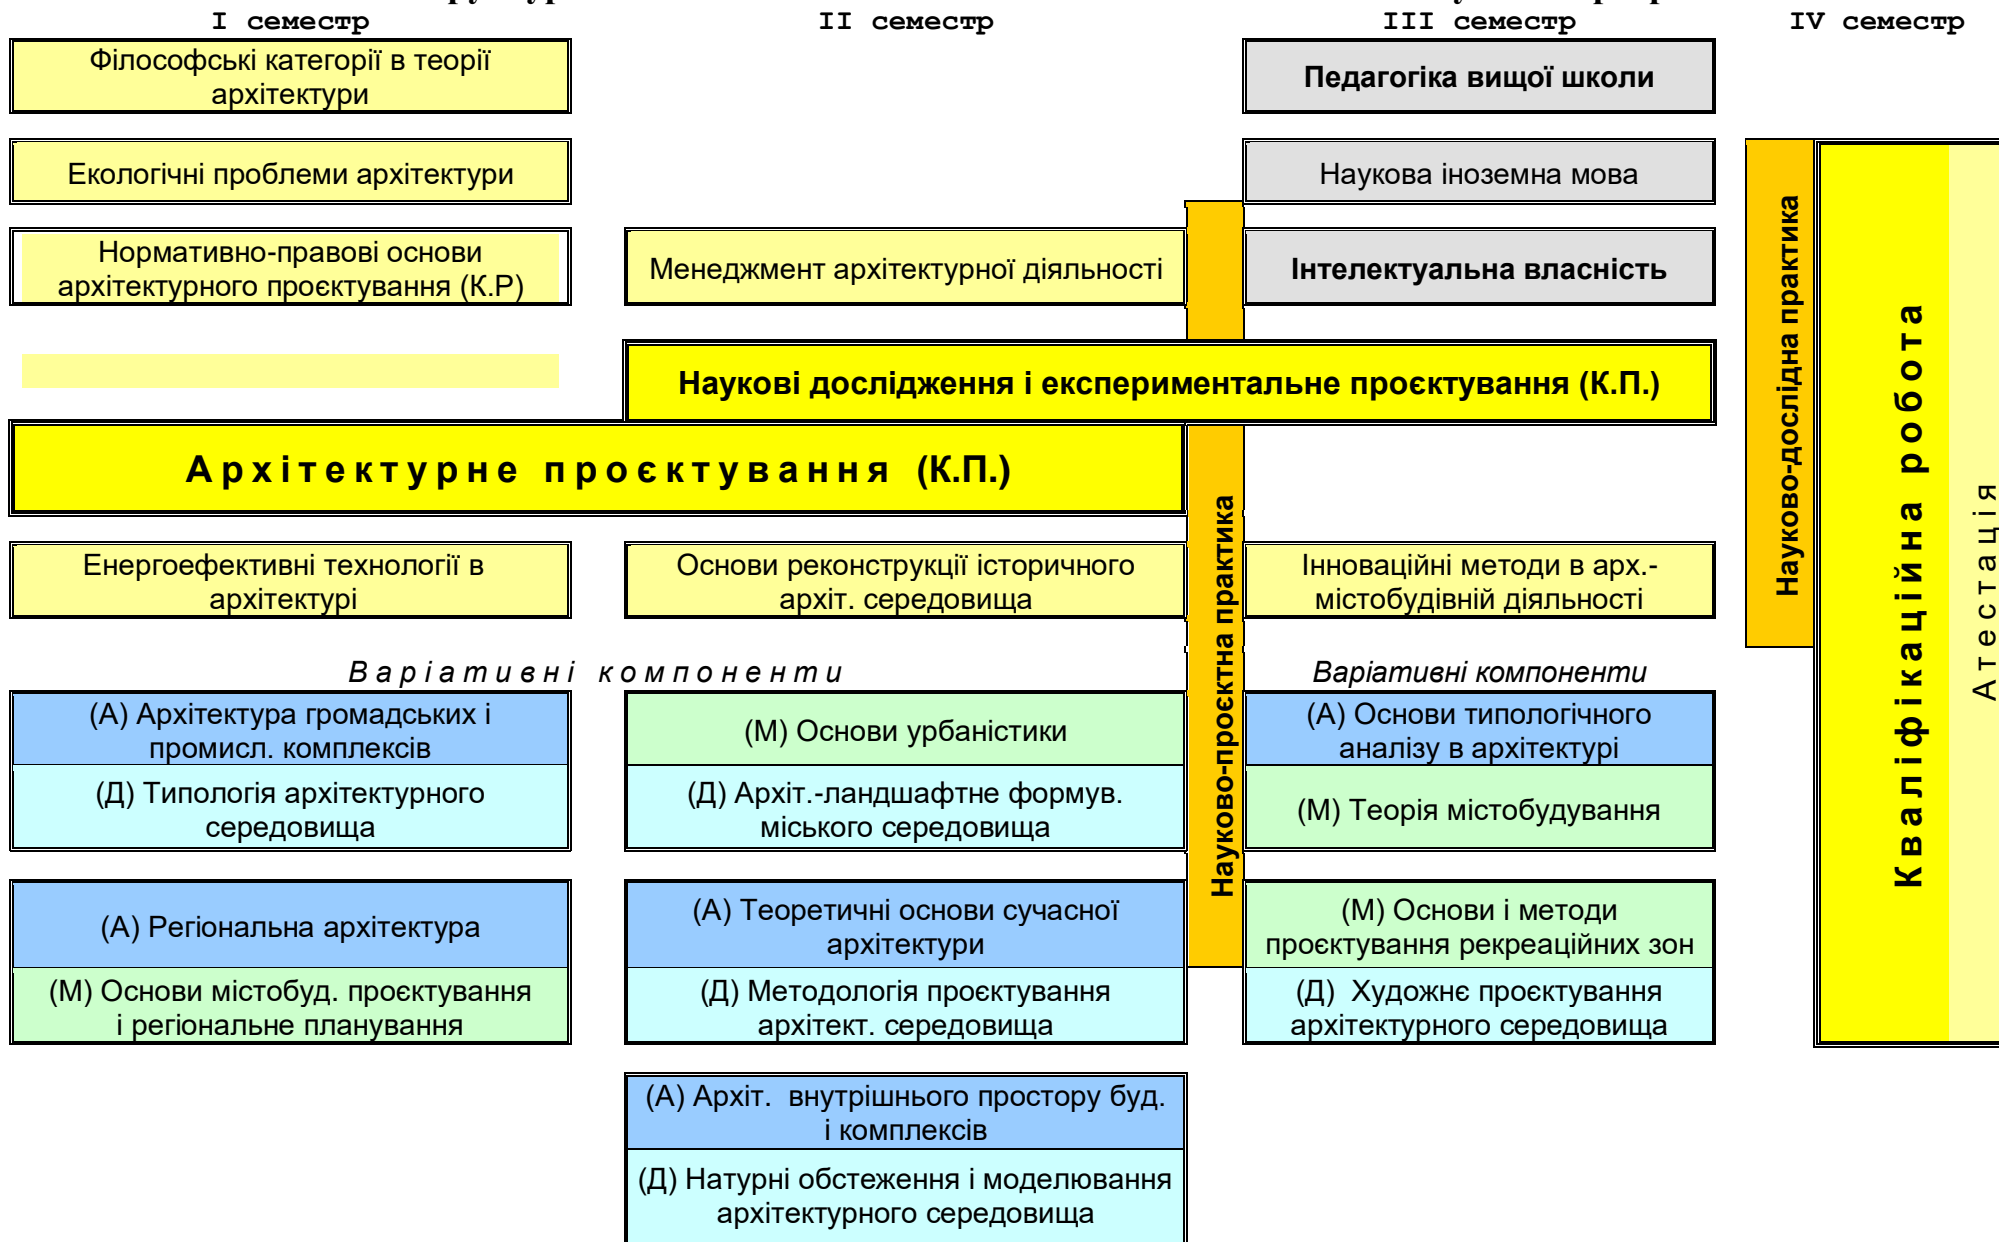 I семестр
II семестр
III семестр
IV семестр
Філософські категорії в теорії
архітектури
Педагогіка вищої школи
Екологічні проблеми архітектури
Наукова іноземна мова
Нормативно-правові основи
архітектурного проєктування (К.Р)
Менеджмент архітектурної діяльності
Інтелектуальна власність
Наукові дослідження і експериментальне проєктування (К.П.)
Архітектурне проєктування (К.П.)
Енергоефективні технології в
архітектурі
Основи реконструкції історичного
архіт. середовища
Інноваційні методи в арх.-
містобудівній діяльності
Науково-проєктна практика
Науково-дослідна практика
Кваліфікаційна робота
Атестація
Варіативні компоненти
Варіативні компоненти
(А) Архітектура громадських і
промисл. комплексів
(Д) Типологія архітектурного
середовища
(М) Основи урбаністики
(Д) Архіт.-ландшафтне формув.
міського середовища
(А) Основи типологічного
аналізу в архітектурі
(М) Теорія містобудування
(А) Регіональна архітектура
(М) Основи містобуд. проєктування
і регіональне планування
(А) Теоретичні основи сучасної
архітектури
(Д) Методологія проєктування
архітект. середовища
(М) Основи і методи
проєктування рекреаційних зон
(Д) Художнє проєктування
архітектурного середовища
(А) Архіт. внутрішнього простору буд.
і комплексів
(Д) Натурні обстеження і моделювання
архітектурного середовища